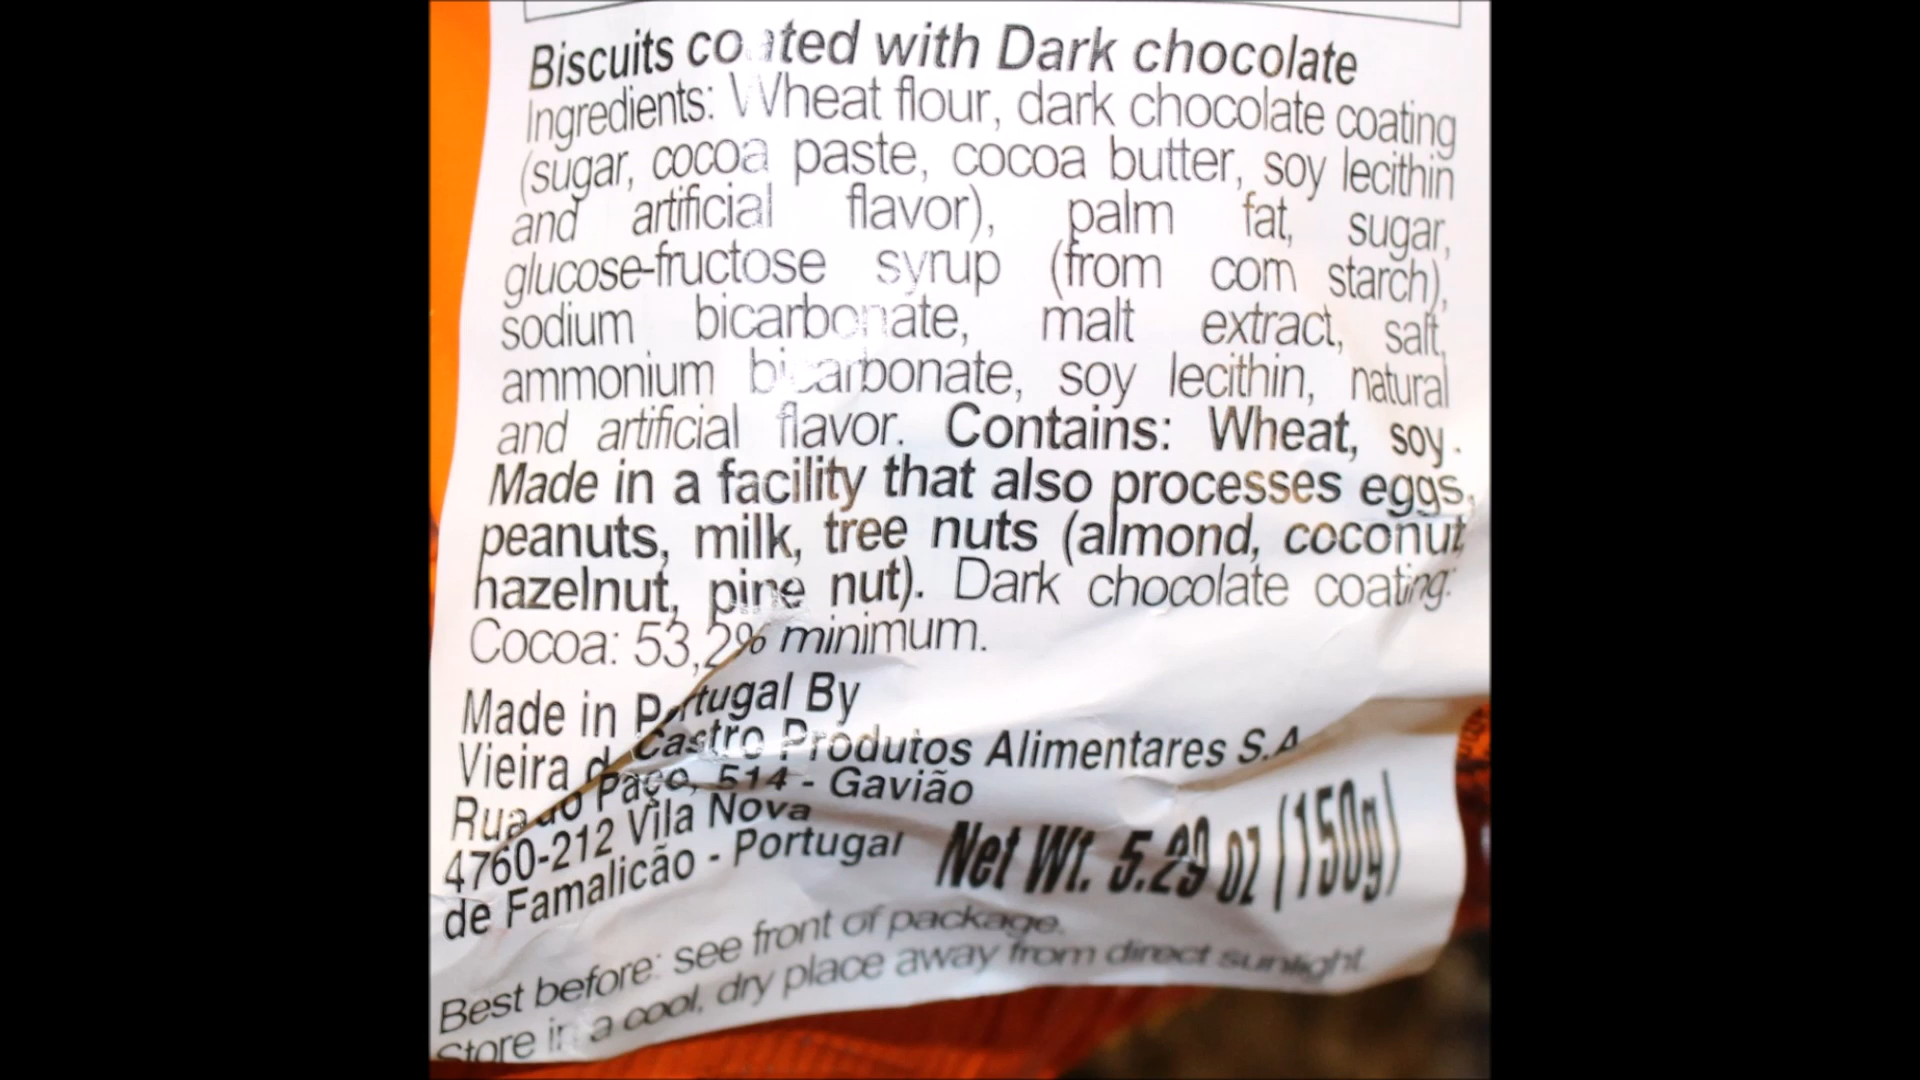 Biscuits coated with Dark chocolate
Ingredients: Wheat flour, dark chocolate coating
(sugar, cocoa paste, cocoa butter, soy lecithin
and artificial flavor), palm fat, sugar,
glucose-fructose syrup (from corn starch),
sodium bicarbonate, malt extract, salt,
ammonium bicarbonate, soy lecithin, natural
and artificial flavor. Contains: Wheat, soy.
Made in a facility that also processes eggs,
peanuts, milk, tree nuts (almond, coconut,
hazelnut, pine nut). Dark chocolate coating:
Cocoa: 53,2% minimum.
Made in Portugal By
Vieira de Castro Produtos Alimentares S.A.
Rua do Paço, 514 - Gavião
4760-212 Vila Nova
de Famalicão - Portugal
Net Wt. 5.29 oz (150g)
Best before: see front of package.
Store in a cool, dry place away from direct sunlight.